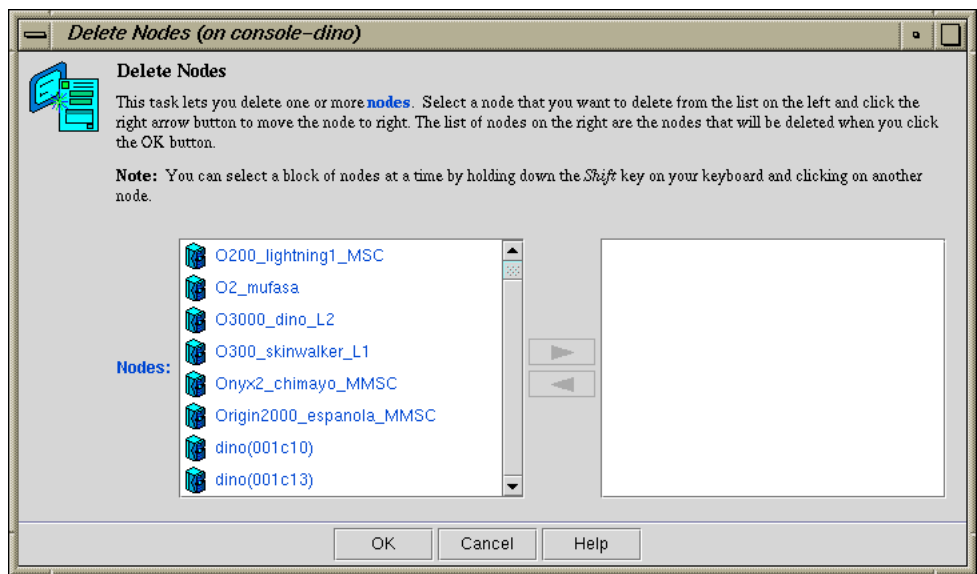 Delete Nodes (on console-dino)
Delete Nodes
This task lets you delete one or more nodes. Select a node that you want to delete from the list on the left and click the
right arrow button to move the node to right. The list of nodes on the right are the nodes that will be deleted when you click
the OK button.
Note: You can select a block of nodes at a time by holding down the Shift key on your keyboard and clicking on another
node.
Nodes:
O200_lightning1_MSC
O2_mufasa
O3000_dino_L2
O300_skinwalker_L1
Onyx2_chimayo_MMSC
Origin2000_espanola_MMSC
dino(001c10)
dino(001c13)
OK
Cancel
Help